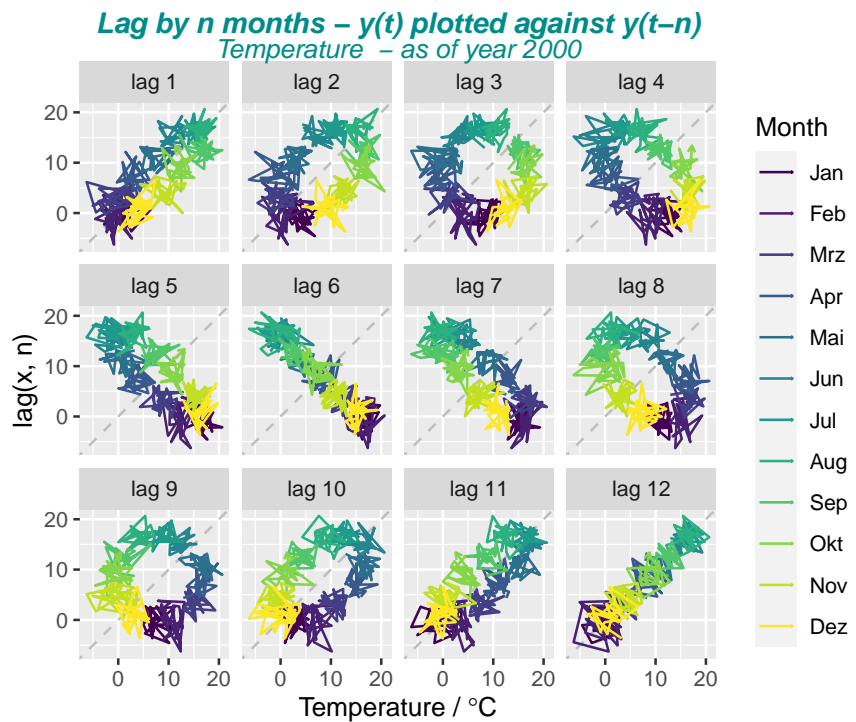 Lag by n months – y(t) plotted against y(t–n)
Temperature – as of year 2000
lag 1 lag 2 lag 3 lag 4
20
10
0
lag 5 lag 6 lag 7 lag 8
20
10
0
lag 9 lag 10 lag 11 lag 12
20
10
0
0 10 20 0 10 20 0 10 20 0 10 20
Temperature / °C
lag(x, n)
Month
Jan
Feb
Mrz
Apr
Mai
Jun
Jul
Aug
Sep
Okt
Nov
Dez